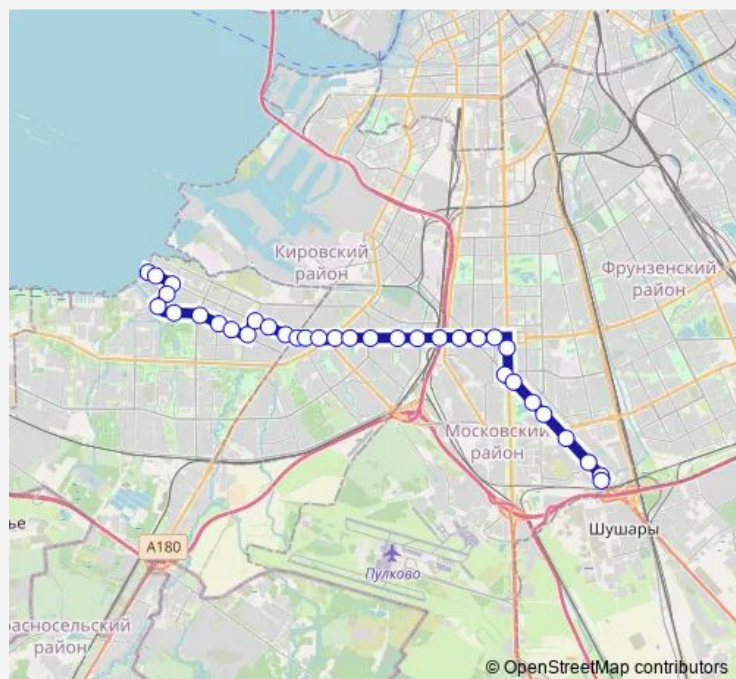 Кировский
район
Фрунзенский
район
Московский
район
Шушары
ье
A180
Пулково
расносельский
район
© OpenStreetMap contributors